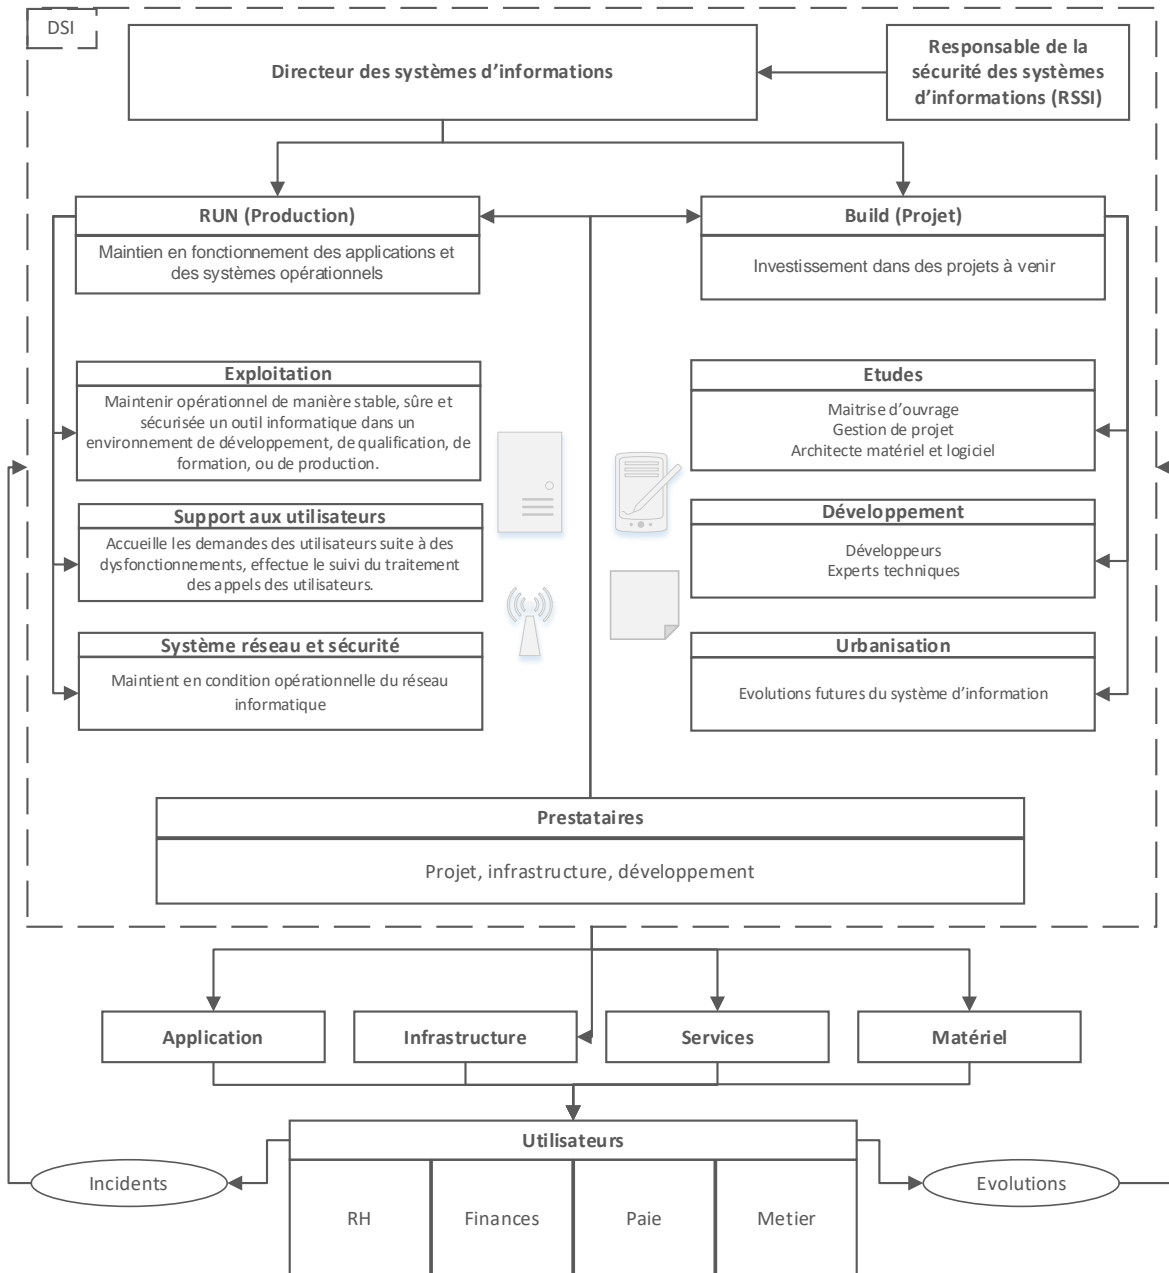 DSI
Directeur des systèmes d’informations
Responsable de la
sécurité des systèmes
d’informations (RSSI)
RUN (Production)
Maintien en fonctionnement des applications et
des systèmes opérationnels
Build (Projet)
Investissement dans des projets à venir
Exploitation
Maintenir opérationnel de manière stable, sûre et
sécurisée un outil informatique dans un
environnement de développement, de qualification, de
formation, ou de production.
Etudes
Maitrise d’ouvrage
Gestion de projet
Architecte matériel et logiciel
Support aux utilisateurs
Accueille les demandes des utilisateurs suite à des
dysfonctionnements, effectue le suivi du traitement
des appels des utilisateurs.
Développement
Développeurs
Experts techniques
Système réseau et sécurité
Maintient en condition opérationnelle du réseau
informatique
Urbanisation
Evolutions futures du système d’information
Prestataires
Projet, infrastructure, développement
Application
Infrastructure
Services
Matériel
Utilisateurs
Incidents
Evolutions
RH
Finances
Paie
Metier